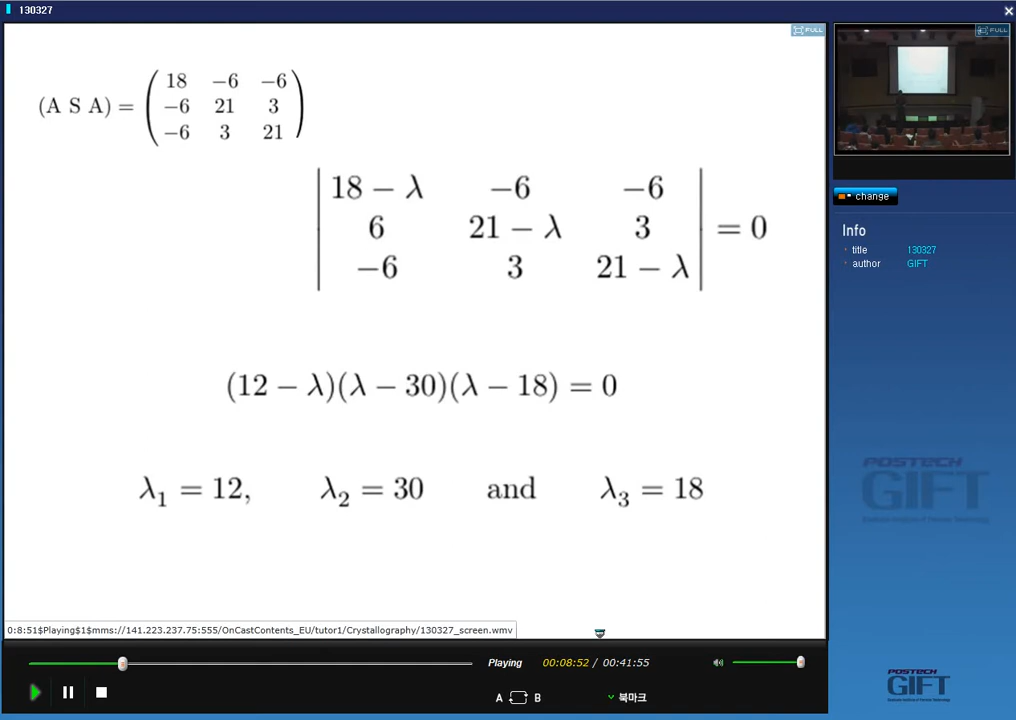 130327
FULL
FULL
(A S A) = ( 18 −6 −6
−6 21 3
−6 3 21 )
| 18 − λ −6 −6
6 21 − λ 3
−6 3 21 − λ | = 0
(12 − λ)(λ − 30)(λ − 18) = 0
λ₁ = 12, λ₂ = 30 and λ₃ = 18
change
Info
title 130327
author GIFT
POSTECH
GIFT
0:8:51$Playing$1$mms://141.223.237.75:555/OnCastContents_EU/tutor1/Crystallography/130327_screen.wmv
Playing 00:08:52 / 00:41:55
A B 북마크
POSTECH
GIFT